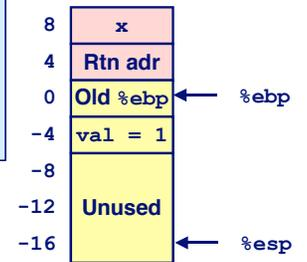 8 x
4 Rtn adr
0 Old %ebp %ebp
-4 val = 1
-8
-12 Unused
-16 %esp